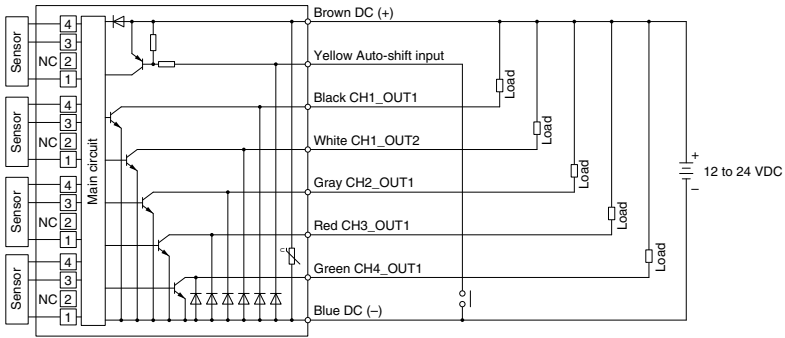 Brown DC (+)
Yellow Auto-shift input
Black CH1_OUT1
White CH1_OUT2
Gray CH2_OUT1
Red CH3_OUT1
Green CH4_OUT1
Blue DC (–)
Sensor
4
3
NC 2
1
Sensor
4
3
NC 2
1
Sensor
4
3
NC 2
1
Sensor
4
3
NC 2
1
Main circuit
Load
Load
Load
Load
Load
+
12 to 24 VDC
–